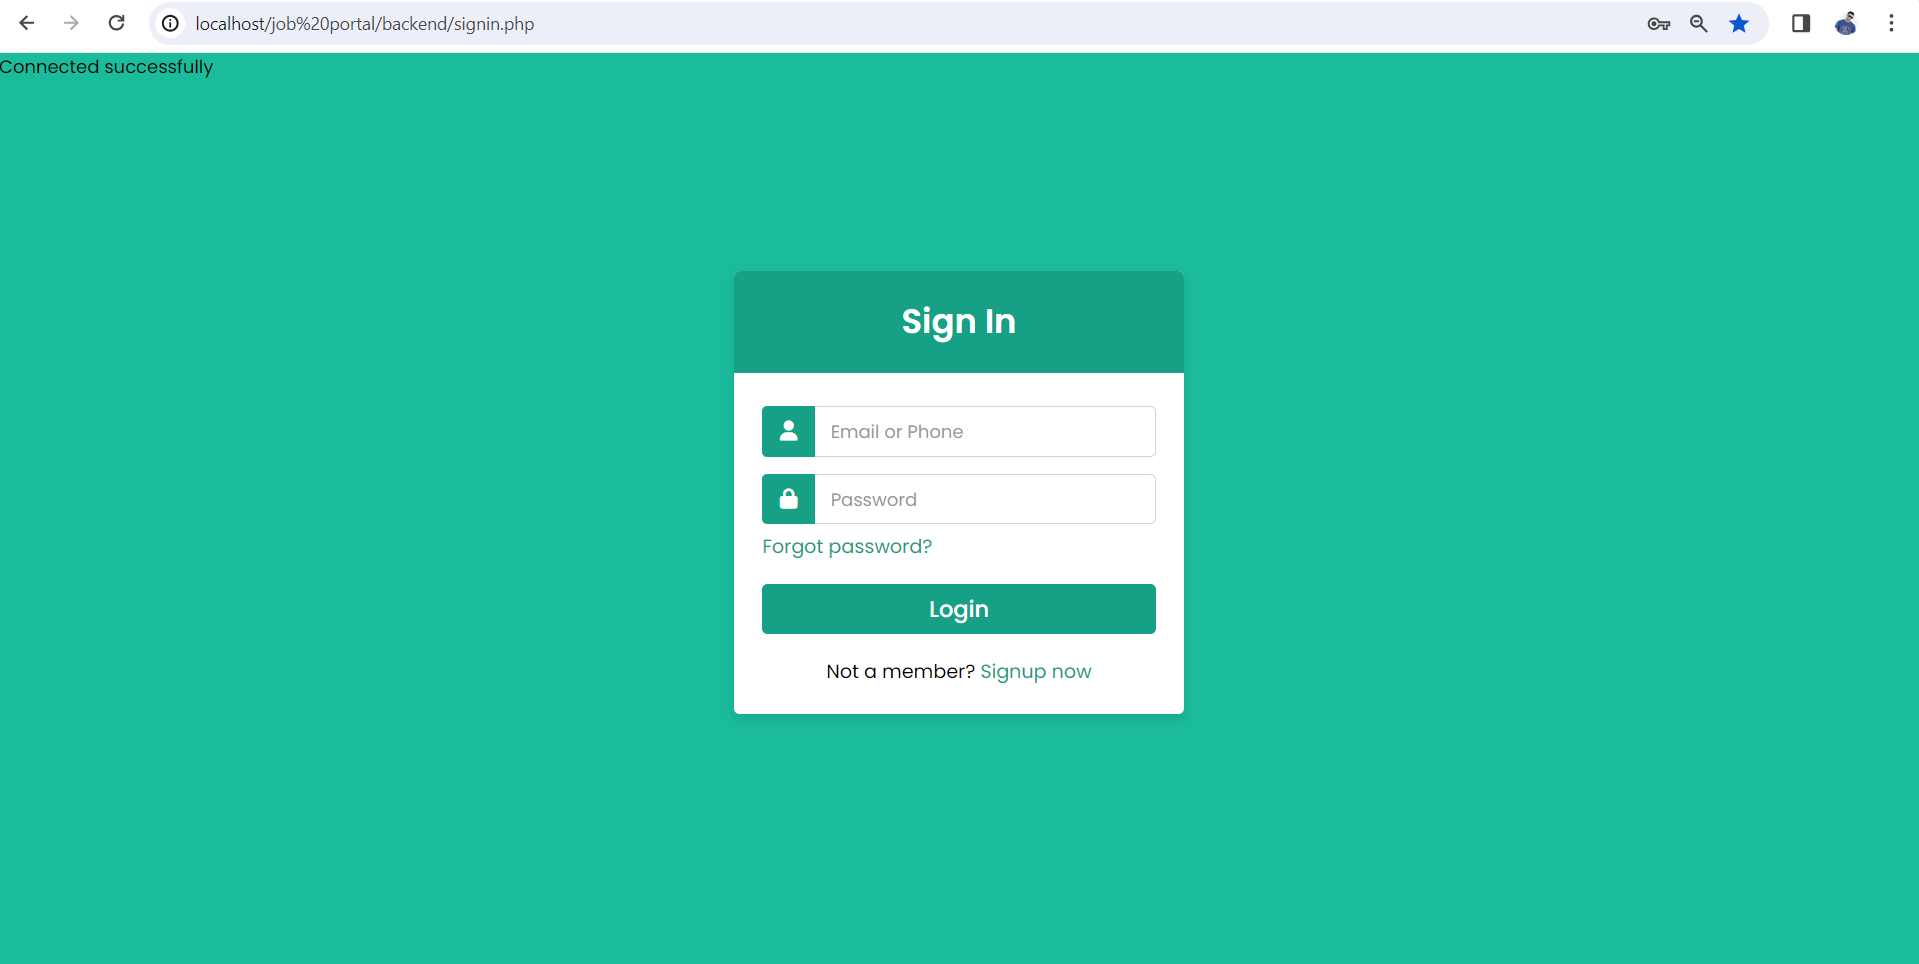 localhost/job%20portal/backend/signin.php
Connected successfully
Sign In
Email or Phone
Password
Forgot password?
Login
Not a member? Signup now